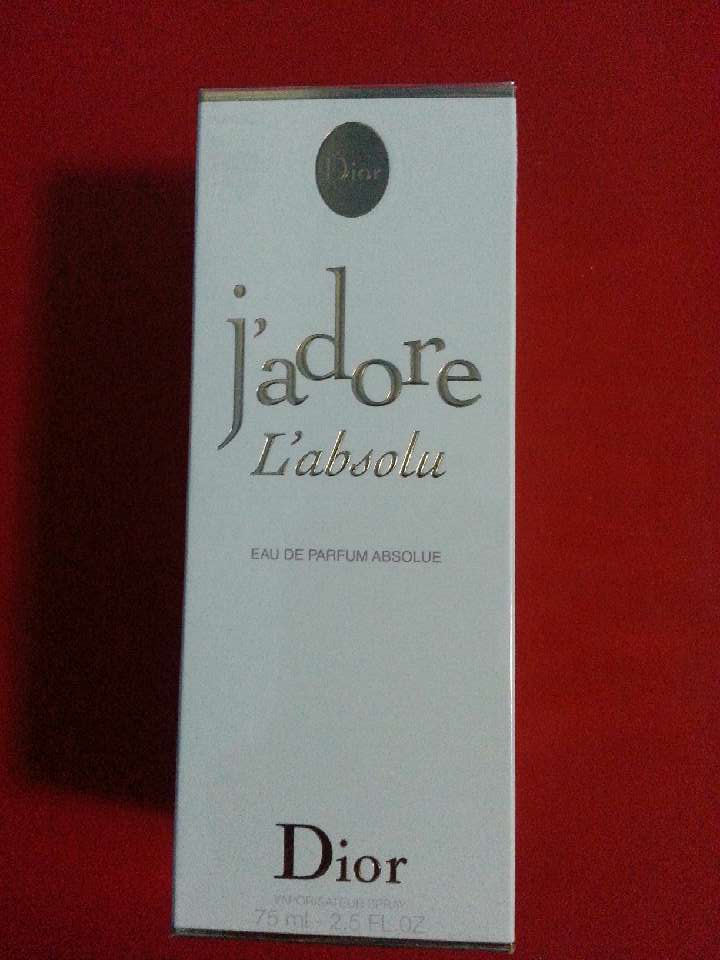 Dior
j'adore
L'absolu
EAU DE PARFUM ABSOLUE
Dior
VAPORISATEUR SPRAY
75 ml - 2.5 FL.OZ